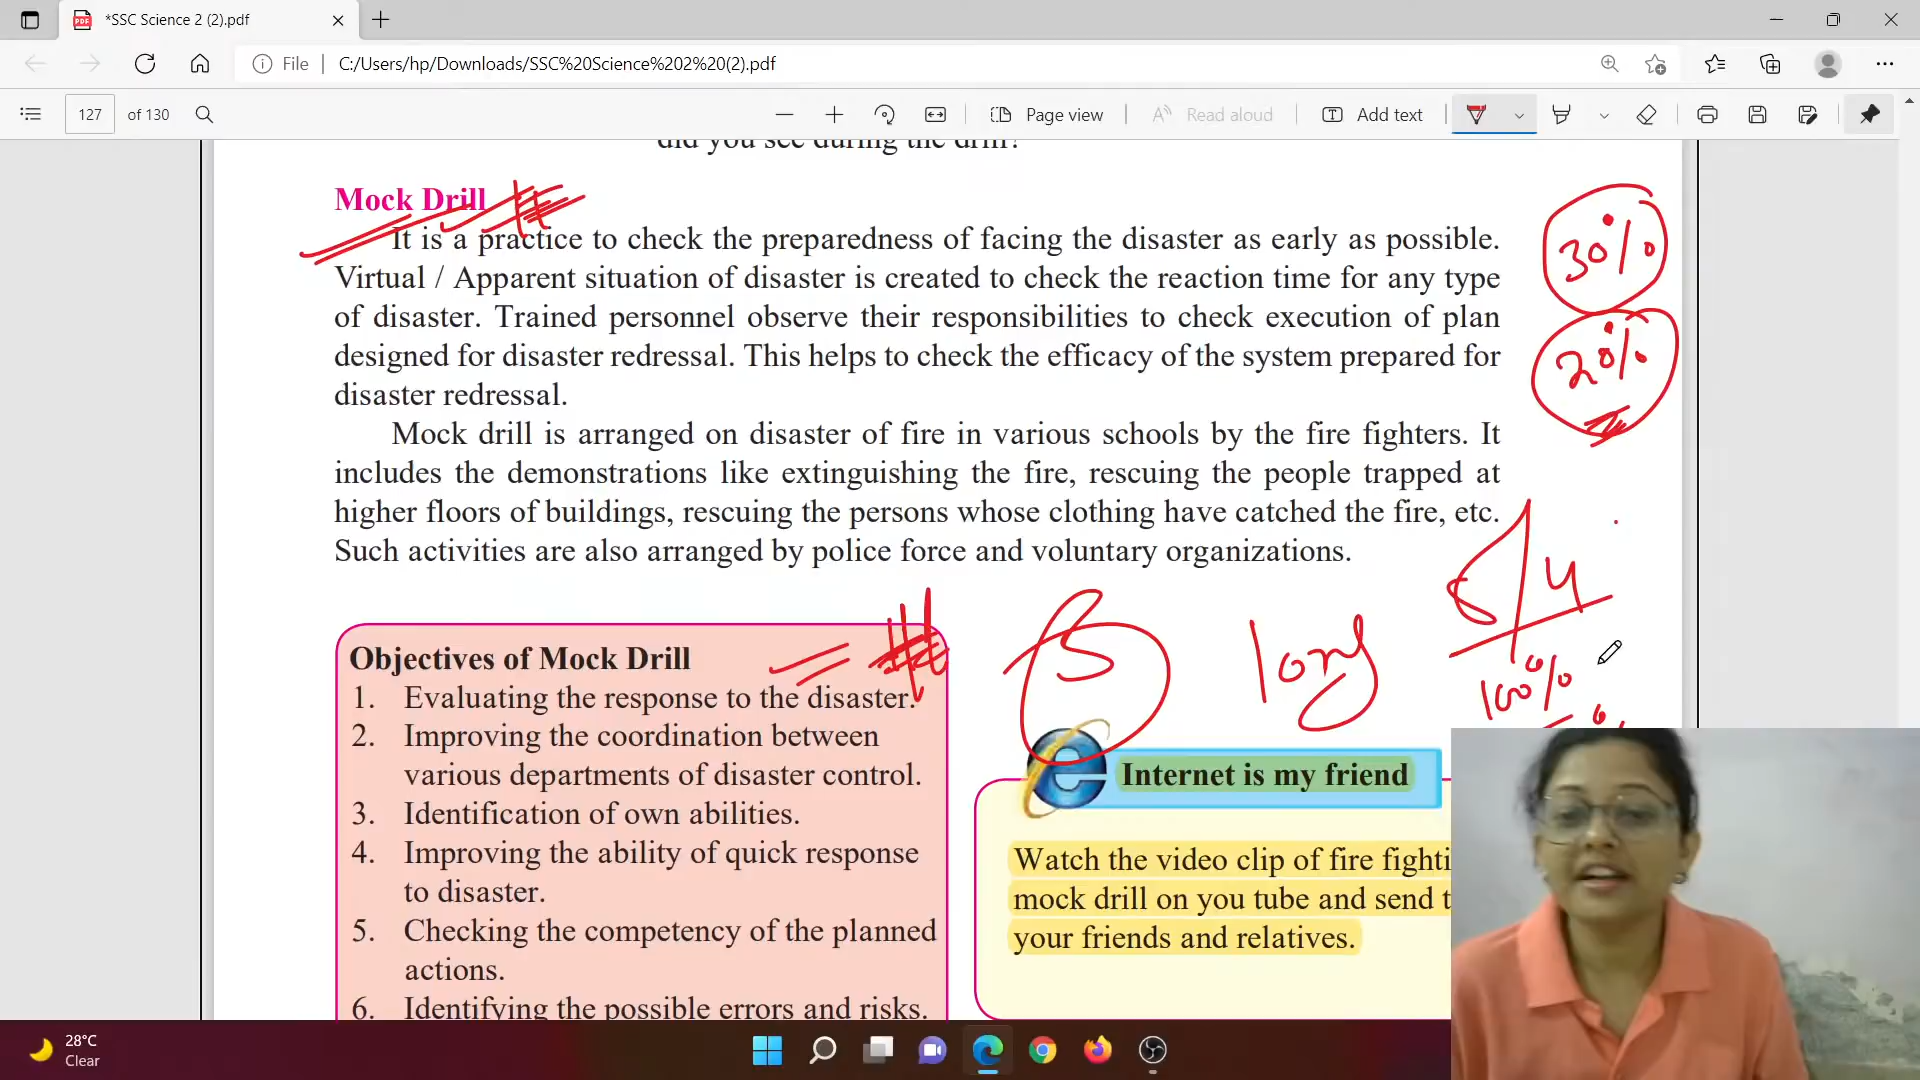 *SSC Science 2 (2).pdf
File
C:/Users/hp/Downloads/SSC%20Science%202%20(2).pdf
127 of 130
Page view
Read aloud
Add text
did you see during the drill?
Mock Drill
It is a practice to check the preparedness of facing the disaster as early as possible.
Virtual / Apparent situation of disaster is created to check the reaction time for any type
of disaster. Trained personnel observe their responsibilities to check execution of plan
designed for disaster redressal. This helps to check the efficacy of the system prepared for
disaster redressal.
Mock drill is arranged on disaster of fire in various schools by the fire fighters. It
includes the demonstrations like extinguishing the fire, rescuing the people trapped at
higher floors of buildings, rescuing the persons whose clothing have catched the fire, etc.
Such activities are also arranged by police force and voluntary organizations.
30%
20%
5
long
100%
Objectives of Mock Drill
1. Evaluating the response to the disaster.
2. Improving the coordination between
various departments of disaster control.
3. Identification of own abilities.
4. Improving the ability of quick response
to disaster.
5. Checking the competency of the planned
actions.
6. Identifying the possible errors and risks.
Internet is my friend
Watch the video clip of fire fighti
mock drill on you tube and send t
your friends and relatives.
28°C
Clear